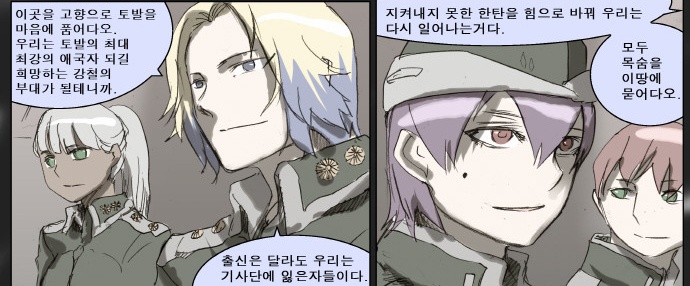 이곳을 고향으로 토발을
마음에 품어다오.
우리는 토발의 최대
최강의 애국자 되길
희망하는 강철의
부대가 될테니까.
출신은 달라도 우리는
기사단에 잃은자들이다.
지켜내지 못한 한탄을 힘으로 바꿔 우리는
다시 일어나는거다.
모두
목숨을
이땅에
묻어다오.